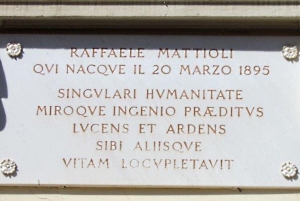 RAFFAELE MATTIOLI
QVI NACQVE IL 20 MARZO 1895
SINGVLARI HVMANITATE
MIROQVE INGENIO PRÆDITVS
LVCENS ET ARDENS
SIBI ALIISQVE
VITAM LOCVPLETAVIT